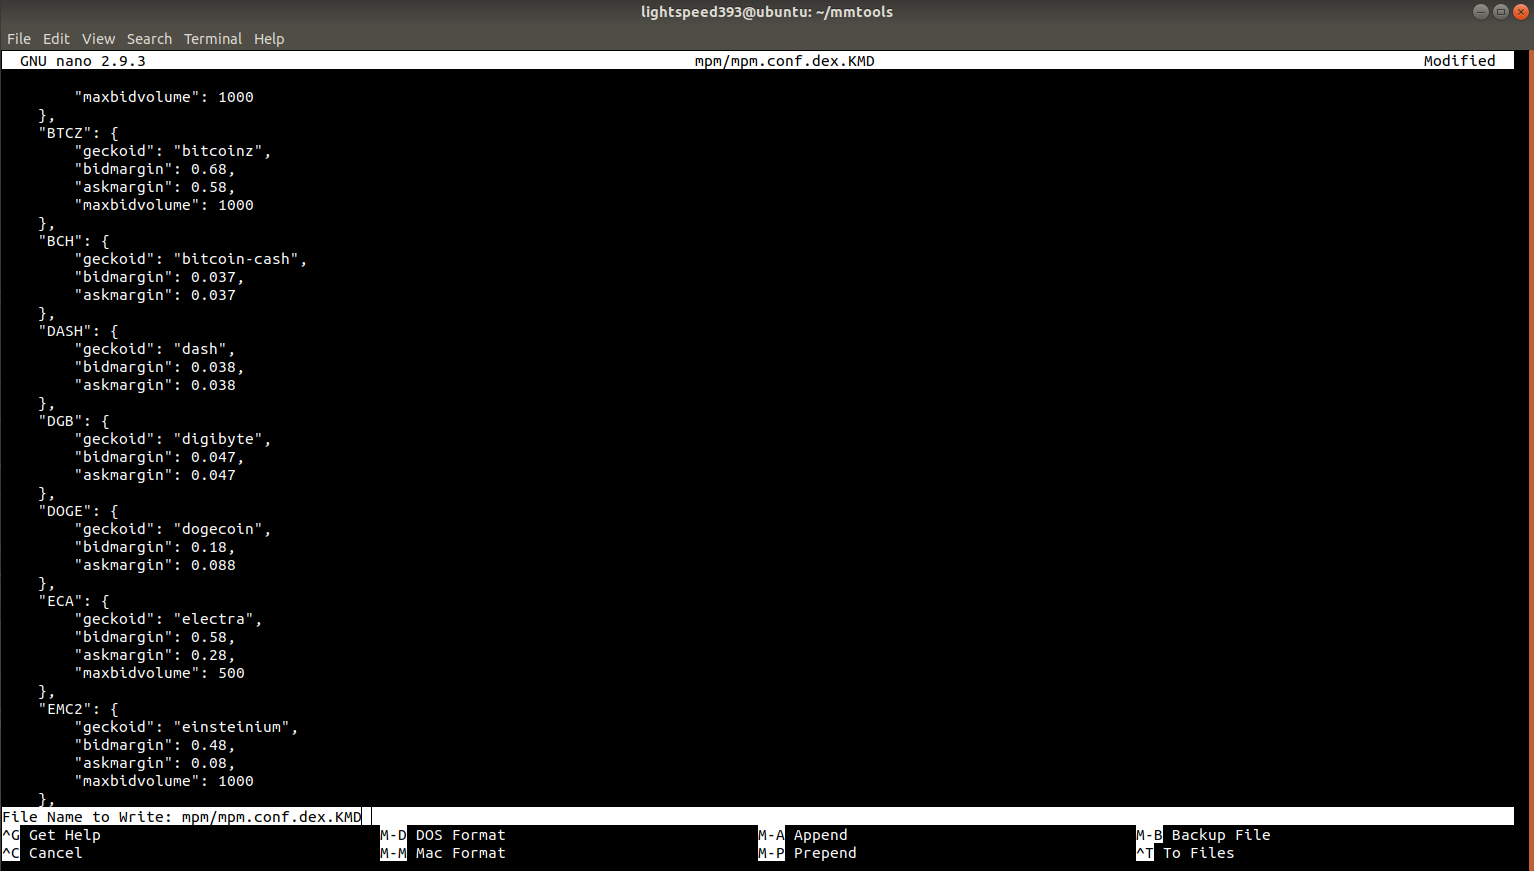 lightspeed393@ubuntu: ~/mmtools
File Edit View Search Terminal Help
GNU nano 2.9.3 mpm/mpm.conf.dex.KMD Modified
"maxbidvolume": 1000
},
"BTCZ": {
"geckoid": "bitcoinz",
"bidmargin": 0.68,
"askmargin": 0.58,
"maxbidvolume": 1000
},
"BCH": {
"geckoid": "bitcoin-cash",
"bidmargin": 0.037,
"askmargin": 0.037
},
"DASH": {
"geckoid": "dash",
"bidmargin": 0.038,
"askmargin": 0.038
},
"DGB": {
"geckoid": "digibyte",
"bidmargin": 0.047,
"askmargin": 0.047
},
"DOGE": {
"geckoid": "dogecoin",
"bidmargin": 0.18,
"askmargin": 0.088
},
"ECA": {
"geckoid": "electra",
"bidmargin": 0.58,
"askmargin": 0.28,
"maxbidvolume": 500
},
"EMC2": {
"geckoid": "einsteinium",
"bidmargin": 0.48,
"askmargin": 0.08,
"maxbidvolume": 1000
},
File Name to Write: mpm/mpm.conf.dex.KMD
^G Get Help M-D DOS Format M-A Append M-B Backup File
^C Cancel M-M Mac Format M-P Prepend ^T To Files